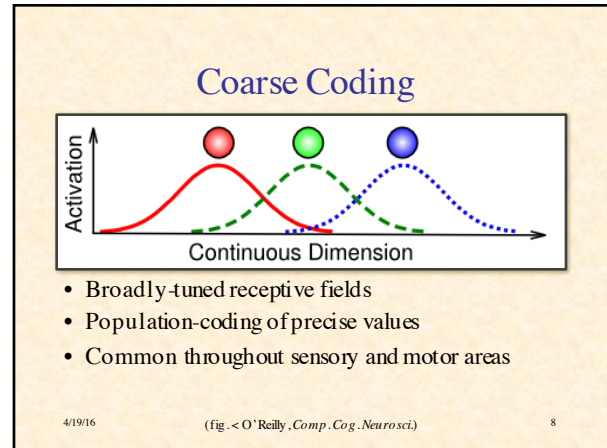 Coarse Coding
Activation
Continuous Dimension
• Broadly-tuned receptive fields
• Population-coding of precise values
• Common throughout sensory and motor areas
4/19/16
(fig. < O’Reilly, Comp. Cog. Neurosci.)
8